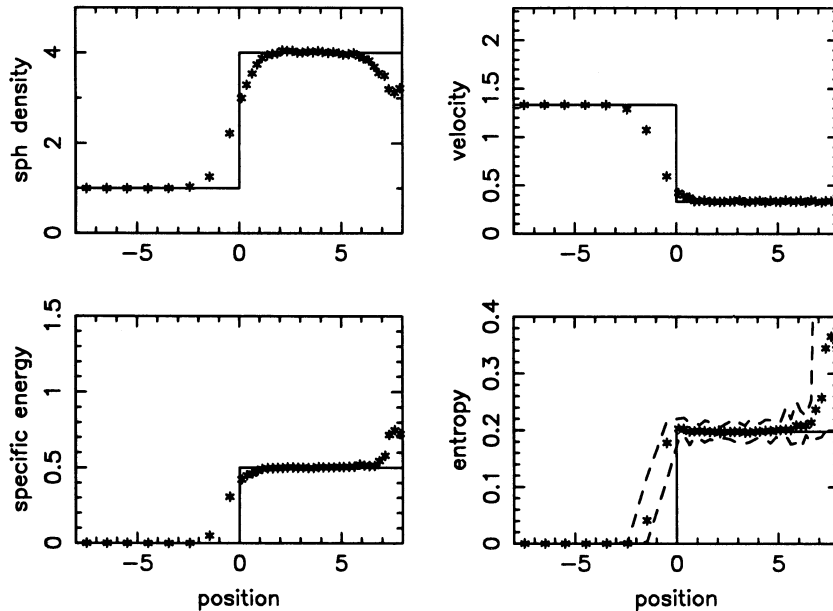 sph density
0 2 4
−5 0 5
velocity
0 0.5 1 1.5 2
−5 0 5
specific energy
0 0.5 1 1.5
−5 0 5
position
entropy
0 0.1 0.2 0.3 0.4
−5 0 5
position